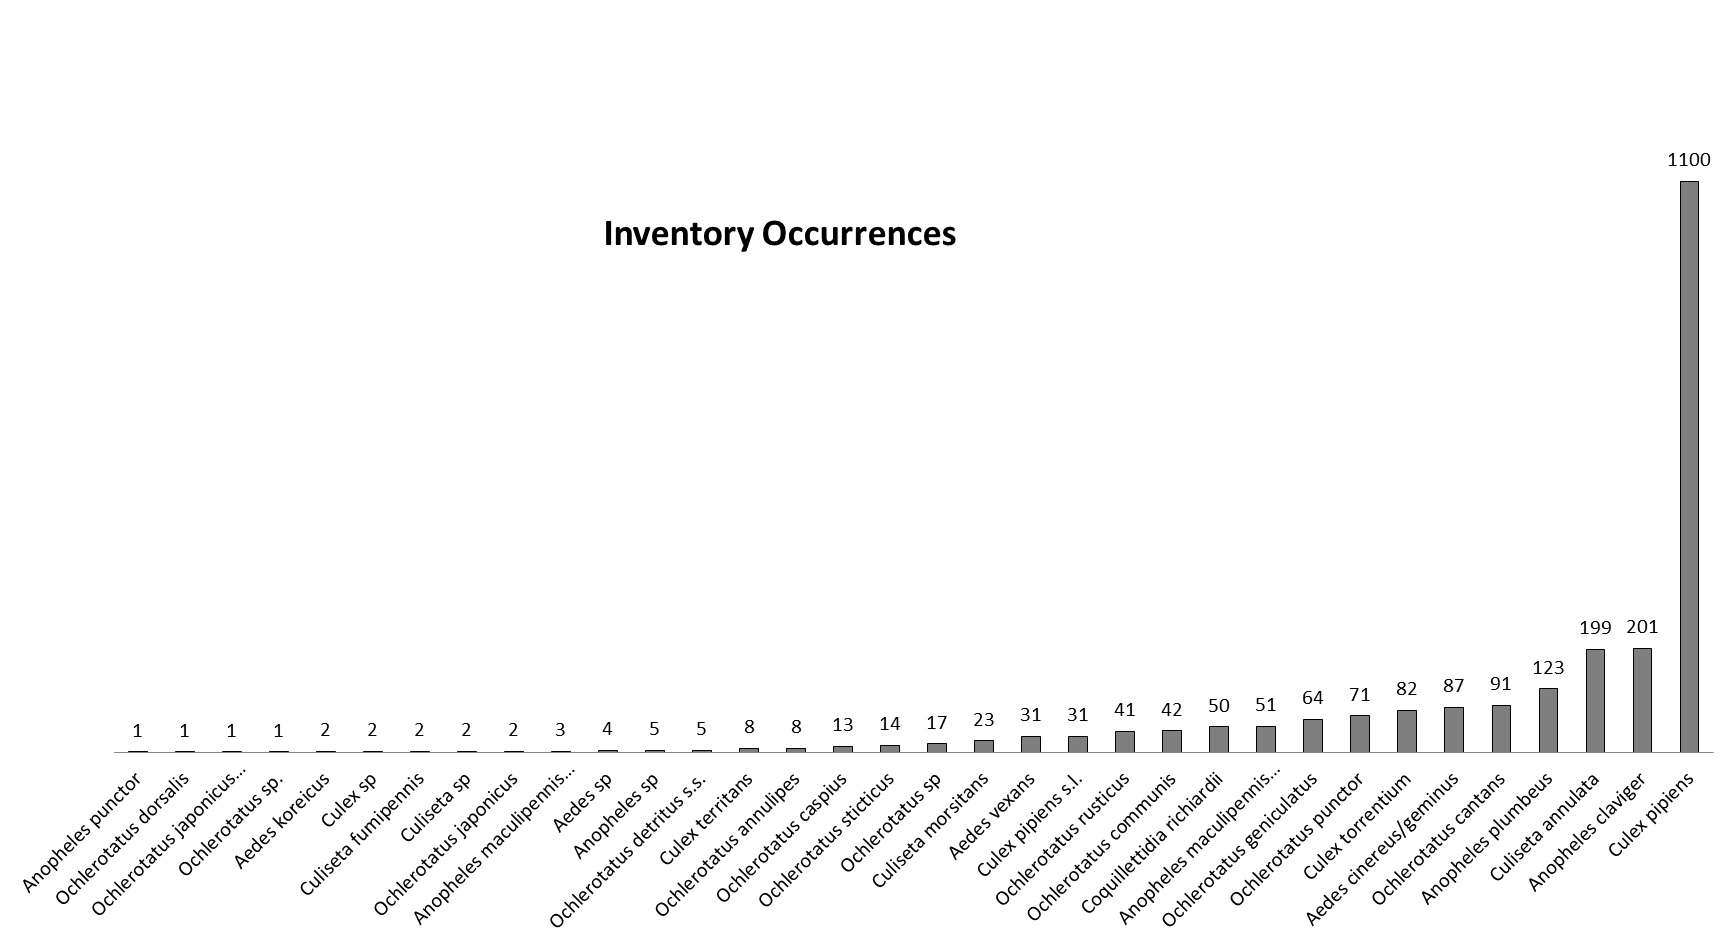 1100
Inventory Occurrences
199 201
123
1 1 1 1 2 2 2 2 2 3 4 5 5 8 8 13 14 17 23 31 31 41 42 50 51 64 71 82 87 91
Anopheles punctor
Ochlerotatus dorsalis
Ochlerotatus japonicus...
Ochlerotatus sp.
Aedes koreicus
Culex sp
Culiseta fumipennis
Culiseta sp
Ochlerotatus japonicus
Anopheles maculipennis...
Aedes sp
Anopheles sp
Ochlerotatus detritus s.s.
Culex territans
Ochlerotatus annulipes
Ochlerotatus caspius
Ochlerotatus sticticus
Ochlerotatus sp
Culiseta morsitans
Aedes vexans
Culex pipiens s.l.
Ochlerotatus rusticus
Ochlerotatus communis
Coquillettidia richiardii
Anopheles maculipennis...
Ochlerotatus geniculatus
Ochlerotatus punctor
Culex torrentium
Aedes cinereus/geminus
Ochlerotatus cantans
Anopheles plumbeus
Culiseta annulata
Anopheles claviger
Culex pipiens